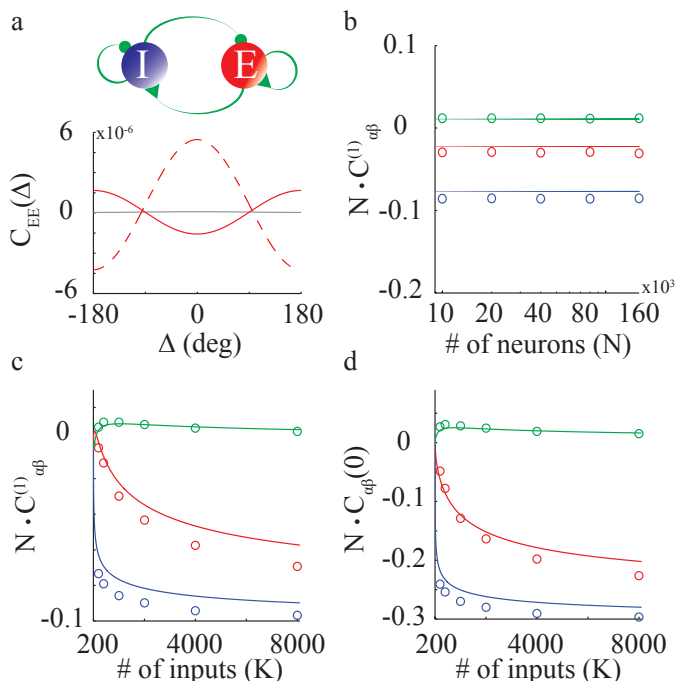 a
I E
6
x10⁻⁶
0
-6
C_EE(Δ)
-180 0 180
Δ (deg)
b
0.1
0
-0.1
-0.2
N • C⁽¹⁾_αβ
x10³
10 20 40 80 160
# of neurons (N)
c
0
-0.1
N • C⁽¹⁾_αβ
200 4000 8000
# of inputs (K)
d
0
-0.1
-0.2
-0.3
N • C_αβ(0)
200 4000 8000
# of inputs (K)